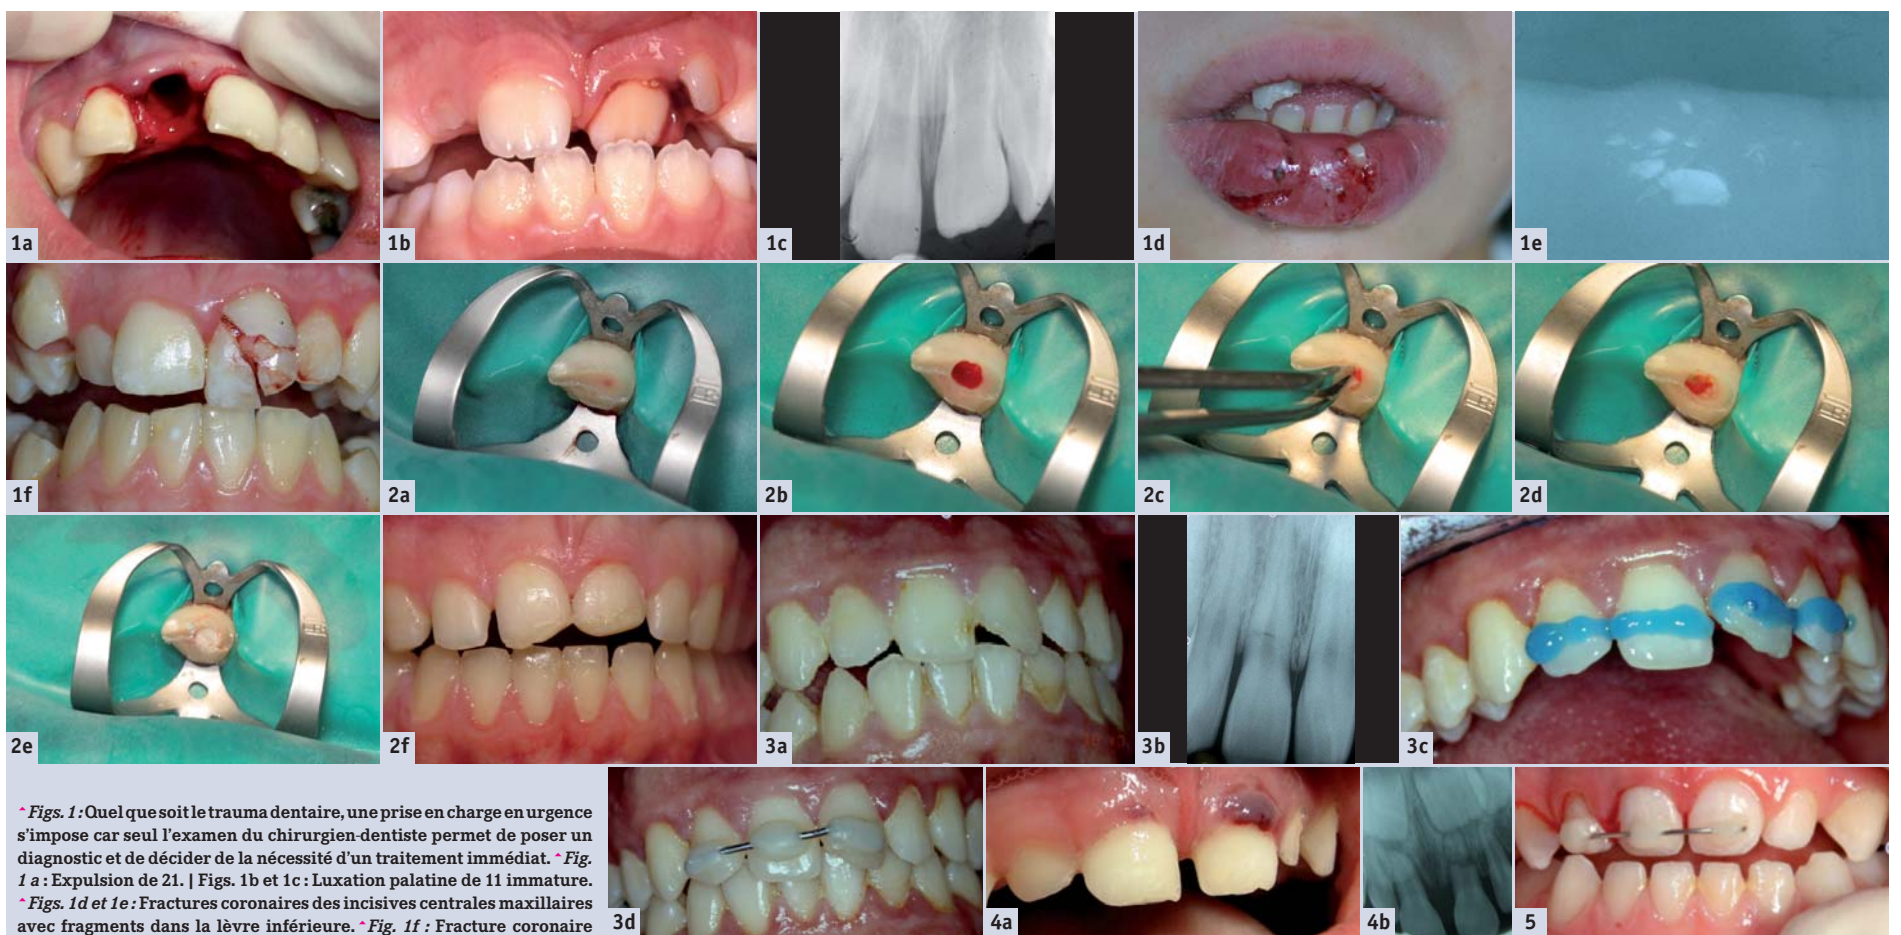 1a
1b
1c
1d
1e
1f
2a
2b
2c
2d
2e
2f
3a
3b
3c
ˆFigs. 1 : Quel que soit le trauma dentaire, une prise en charge en urgence
s'impose car seul l'examen du chirurgien-dentiste permet de poser un
diagnostic et de décider de la nécessité d'un traitement immédiat. ˆFig.
1 a : Expulsion de 21. | Figs. 1b et 1c : Luxation palatine de 11 immature.
ˆFigs. 1d et 1e : Fractures coronaires des incisives centrales maxillaires
avec fragments dans la lèvre inférieure. ˆFig. 1f : Fracture coronaire
3d
4a
4b
5